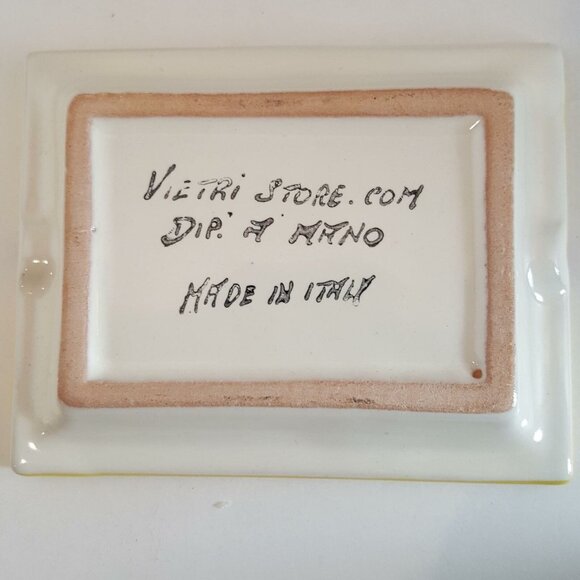 VIETRI STORE.COM
DIP. A MANO
MADE IN ITALY